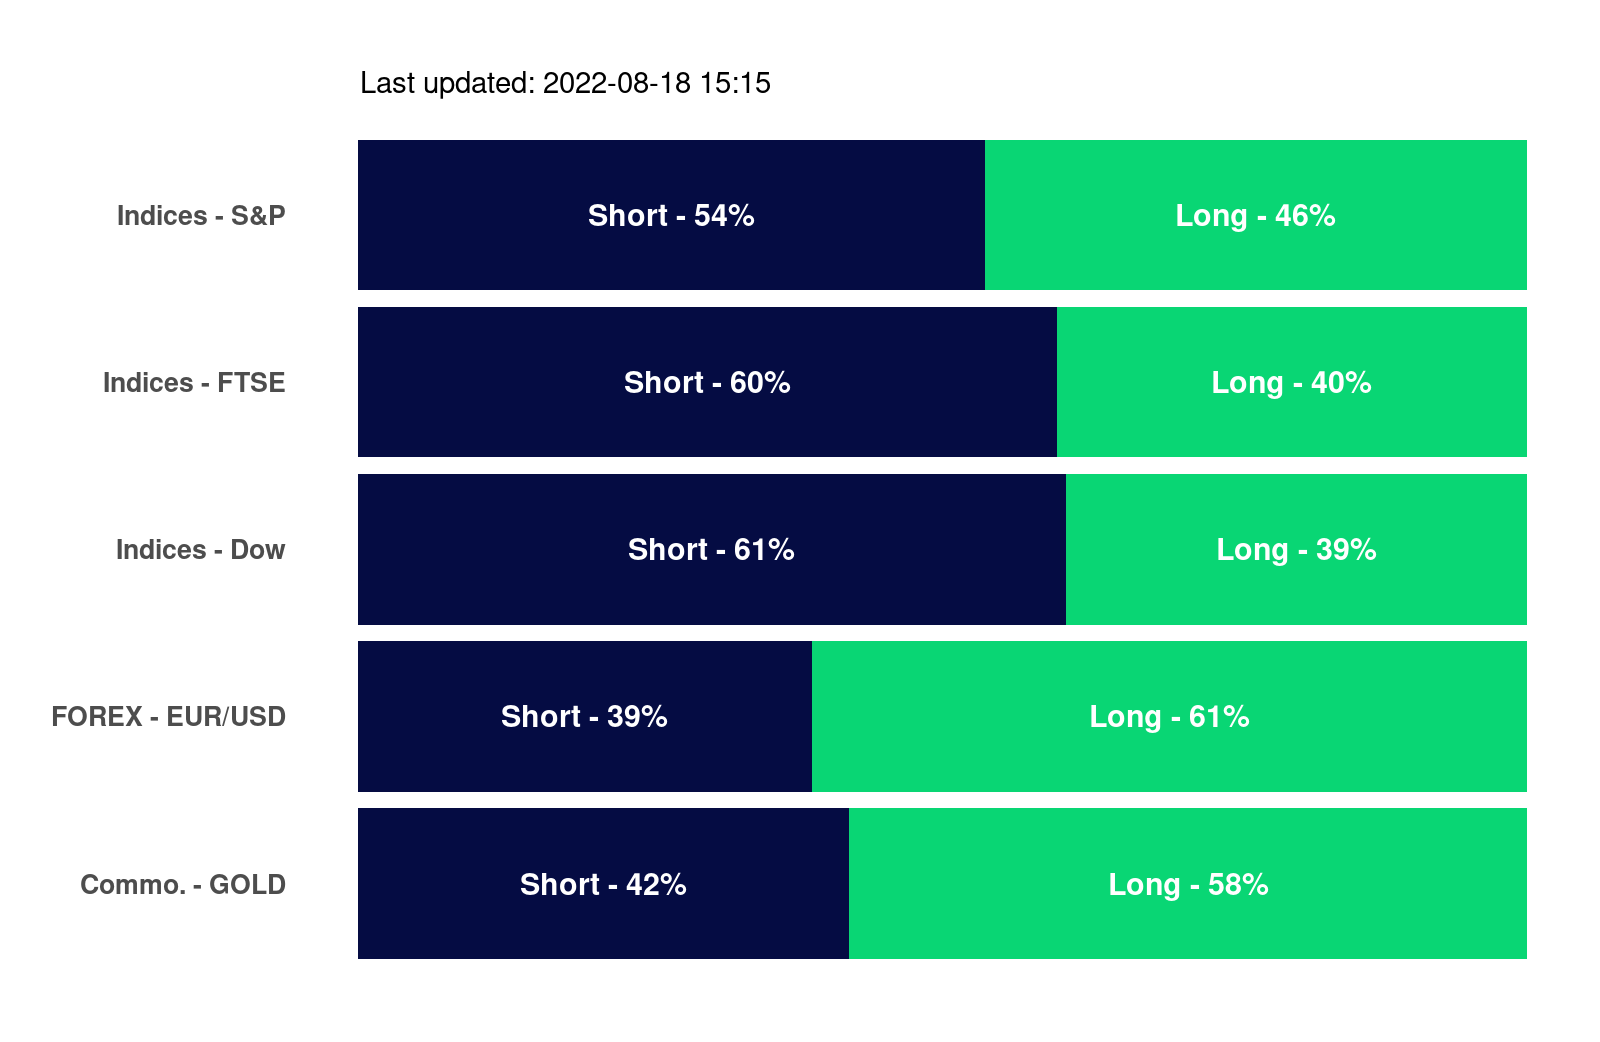 Last updated: 2022-08-18 15:15
Indices - S&P Short - 54% Long - 46%
Indices - FTSE Short - 60% Long - 40%
Indices - Dow Short - 61% Long - 39%
FOREX - EUR/USD Short - 39% Long - 61%
Commo. - GOLD Short - 42% Long - 58%